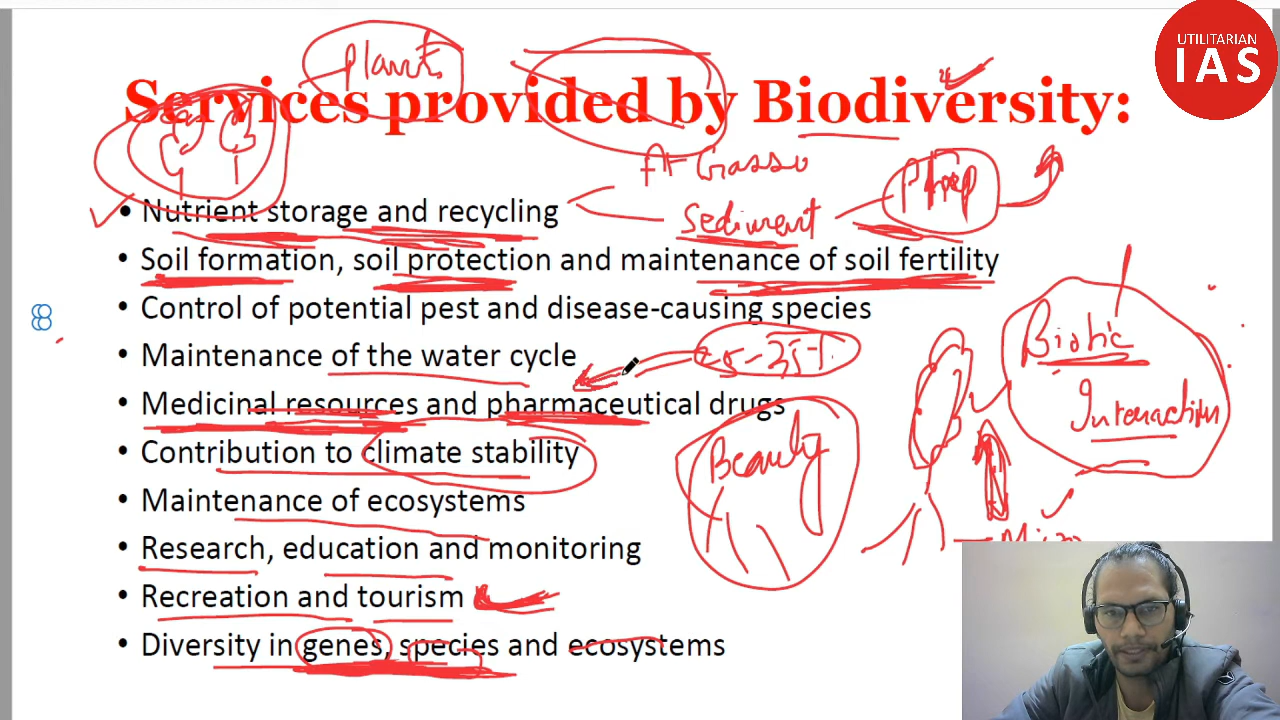 UTILITARIAN
IAS
Plants
Services provided by Biodiversity:
Sediment
• Nutrient storage and recycling
• Soil formation, soil protection and maintenance of soil fertility
• Control of potential pest and disease-causing species
Biotic
• Maintenance of the water cycle
• Medicinal resources and pharmaceutical drugs
Interaction
• Contribution to climate stability
Beauty
• Maintenance of ecosystems
• Research, education and monitoring
• Recreation and tourism
• Diversity in genes, species and ecosystems